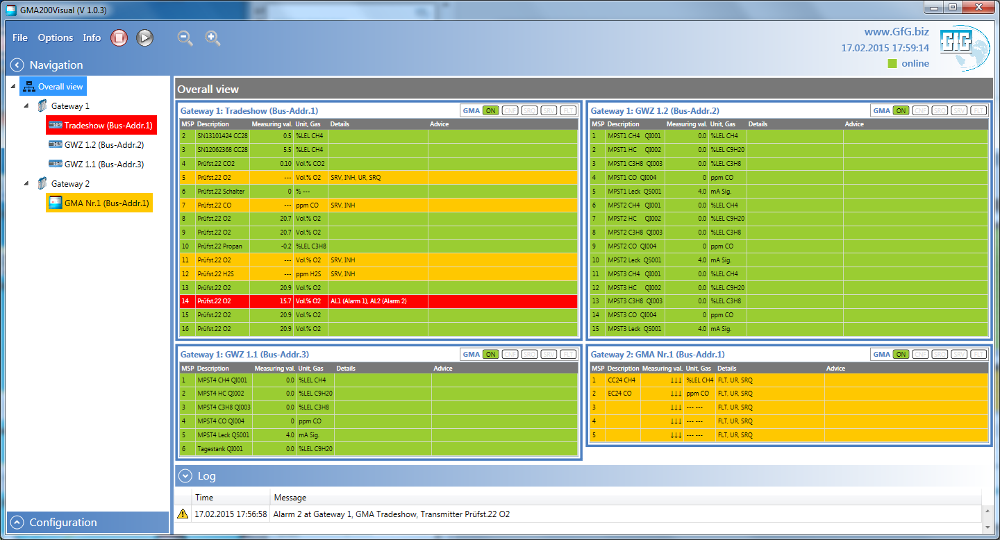 GMA200Visual (V 1.0.3)
File Options Info
www.GfG.biz
17.02.2015 17:59:14
online
GfG
Navigation
Overall view
Gateway 1
Tradeshow (Bus-Addr.1)
GWZ 1.2 (Bus-Addr.2)
GWZ 1.1 (Bus-Addr.3)
Gateway 2
GMA Nr.1 (Bus-Addr.1)
Configuration
Overall view
Gateway 1: Tradeshow (Bus-Addr.1) GMA ON CNF SRQ SRV FLT
MSP Description Measuring val. Unit, Gas Details Advice
2 SN13101424 CC28 0.5 %LEL CH4
3 SN12062368 CC28 5.5 %LEL CH4
4 Prüfst.22 CO2 0.10 Vol.% CO2
5 Prüfst.22 O2 --- Vol.% O2 SRV, INH, UR, SRQ
6 Prüfst.22 Schalter 0 % ---
7 Prüfst.22 CO --- ppm CO SRV, INH
8 Prüfst.22 O2 20.7 Vol.% O2
9 Prüfst.22 O2 20.7 Vol.% O2
10 Prüfst.22 Propan -0.2 %LEL C3H8
11 Prüfst.22 O2 --- Vol.% O2 SRV, INH
12 Prüfst.22 H2S --- ppm H2S SRV, INH
13 Prüfst.22 O2 20.9 Vol.% O2
14 Prüfst.22 O2 15.7 Vol.% O2 AL1 (Alarm 1), AL2 (Alarm 2)
15 Prüfst.22 O2 20.9 Vol.% O2
16 Prüfst.22 O2 20.9 Vol.% O2
Gateway 1: GWZ 1.2 (Bus-Addr.2) GMA ON CNF SRQ SRV FLT
MSP Description Measuring val. Unit, Gas Details Advice
1 MPST1 CH4 QI001 0.0 %LEL CH4
2 MPST1 HC QI002 0.0 %LEL C9H20
3 MPST1 C3H8 QI003 0.0 %LEL C3H8
4 MPST1 CO QI004 0 ppm CO
5 MPST1 Leck QS001 4.0 mA Sig.
6 MPST2 CH4 QI001 0.0 %LEL CH4
7 MPST2 HC QI002 0.0 %LEL C9H20
8 MPST2 C3H8 QI003 0.0 %LEL C3H8
9 MPST2 CO QI004 0 ppm CO
10 MPST2 Leck QS001 4.0 mA Sig.
11 MPST3 CH4 QI001 0.0 %LEL CH4
12 MPST3 HC QI002 0.0 %LEL C9H20
13 MPST3 C3H8 QI003 0.0 %LEL C3H8
14 MPST3 CO QI004 0 ppm CO
15 MPST3 Leck QS001 4.0 mA Sig.
Gateway 1: GWZ 1.1 (Bus-Addr.3) GMA ON CNF SRQ SRV FLT
MSP Description Measuring val. Unit, Gas Details Advice
1 MPST4 CH4 QI001 0.0 %LEL CH4
2 MPST4 HC QI002 0.0 %LEL C9H20
3 MPST4 C3H8 QI003 0.0 %LEL C3H8
4 MPST4 CO QI004 0 ppm CO
5 MPST4 Leck QS001 4.0 mA Sig.
6 Tagestank QI001 0.0 %LEL C9H20
Gateway 2: GMA Nr.1 (Bus-Addr.1) GMA ON CNF SRQ SRV FLT
MSP Description Measuring val. Unit, Gas Details Advice
1 CC24 CH4 ↓↓↓ %LEL CH4 FLT, UR, SRQ
2 EC24 CO ↓↓↓ ppm CO FLT, UR, SRQ
3 ↓↓↓ --- --- FLT, UR, SRQ
4 ↓↓↓ --- --- FLT, UR, SRQ
5 ↓↓↓ --- --- FLT, UR, SRQ
Log
Time Message
17.02.2015 17:56:58 Alarm 2 at Gateway 1, GMA Tradeshow, Transmitter Prüfst.22 O2